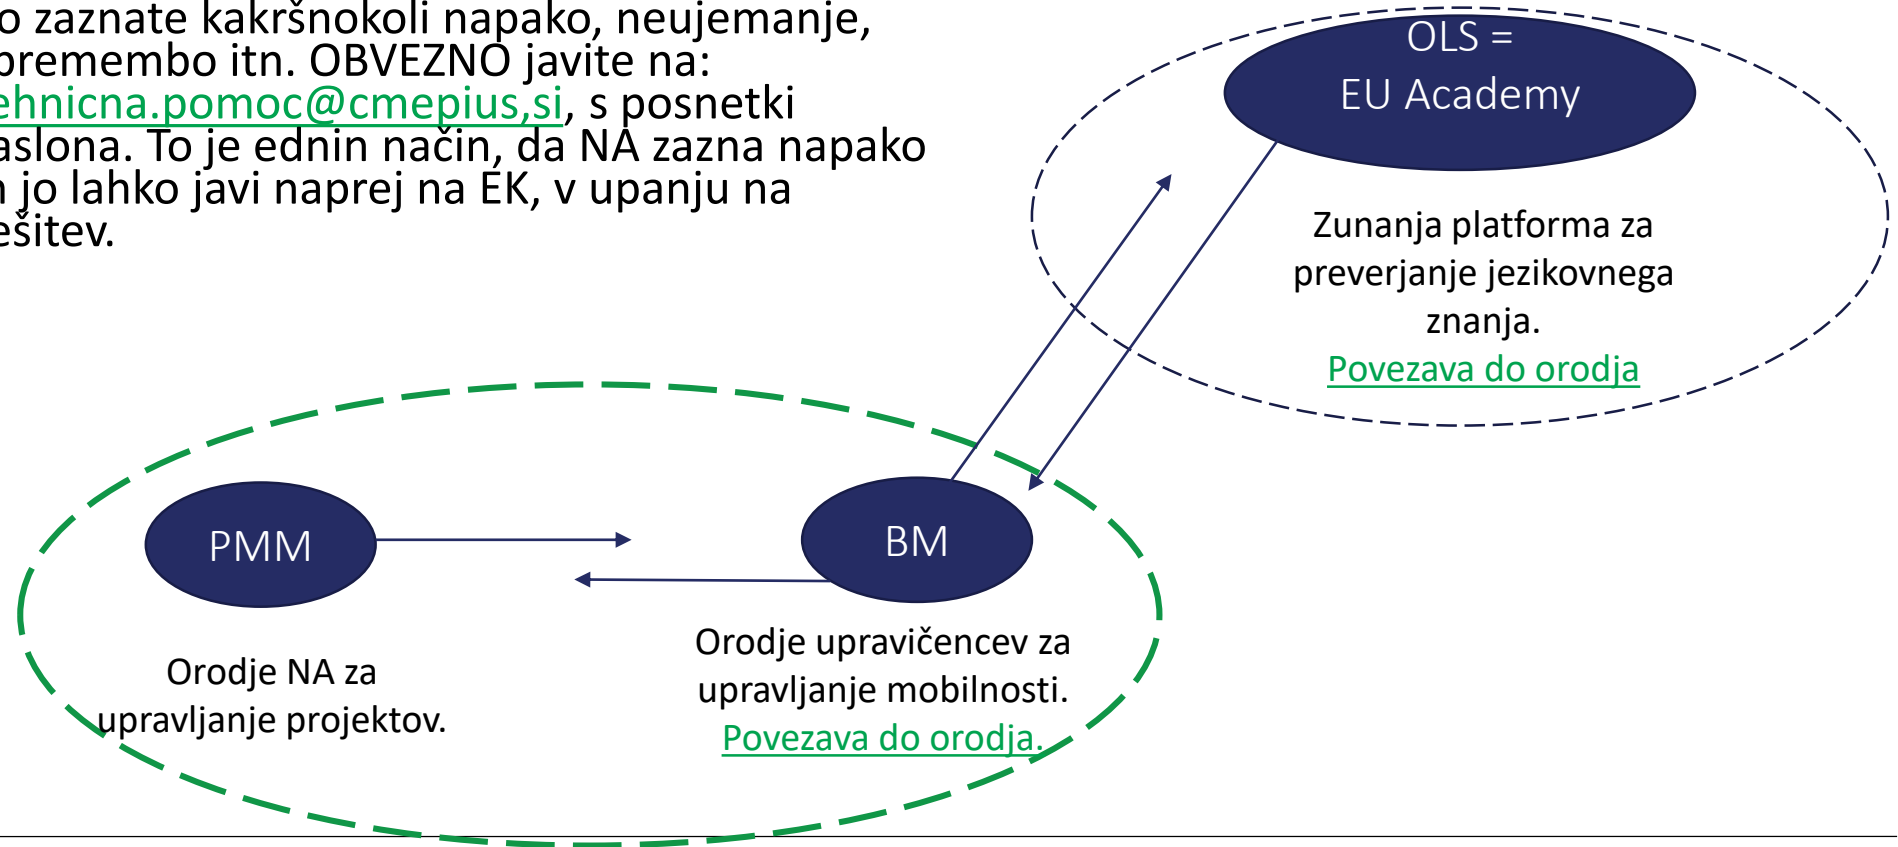 o zaznate kakršnokoli napako, neujemanje,
premembo itn. OBVEZNO javite na:
ehnicna.pomoc@cmepius,si, s posnetki
aslona. To je ednin način, da NA zazna napako
n jo lahko javi naprej na EK, v upanju na
ešitev.
OLS =
EU Academy
Zunanja platforma za
preverjanje jezikovnega
znanja.
Povezava do orodja
PMM
BM
Orodje NA za
upravljanje projektov.
Orodje upravičencev za
upravljanje mobilnosti.
Povezava do orodja.